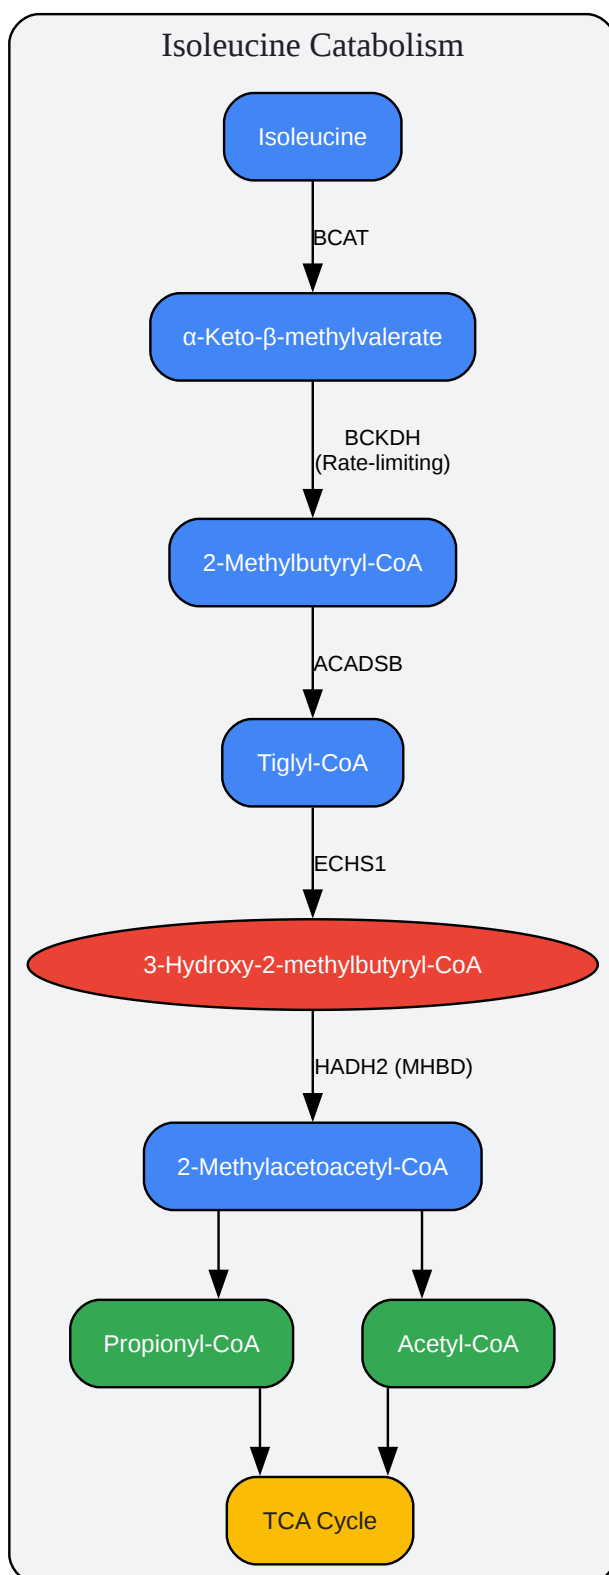 Isoleucine Catabolism
Isoleucine
BCAT
α-Keto-β-methylvalerate
BCKDH
(Rate-limiting)
2-Methylbutyryl-CoA
ACADSB
Tiglyl-CoA
ECHS1
3-Hydroxy-2-methylbutyryl-CoA
HADH2 (MHBD)
2-Methylacetoacetyl-CoA
Propionyl-CoA
Acetyl-CoA
TCA Cycle